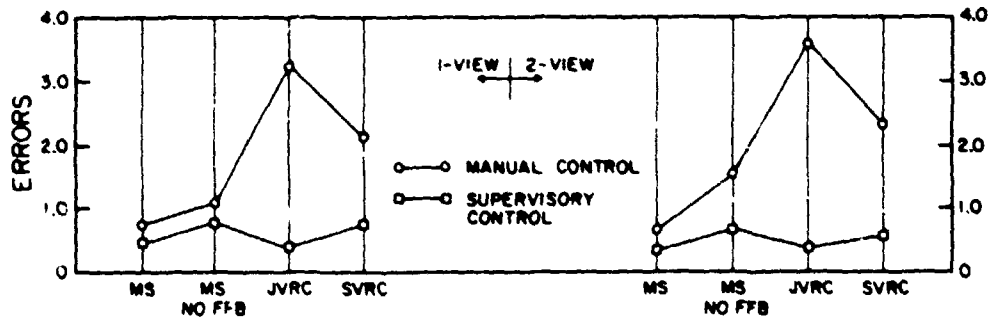 4.0
3.0
2.0
1.0
0
ERRORS
1-VIEW 2-VIEW
MANUAL CONTROL
SUPERVISORY
CONTROL
4.0
3.0
2.0
1.0
0
MS MS JVRC SVRC
NO FFB
MS MS JVRC SVRC
NO FFB